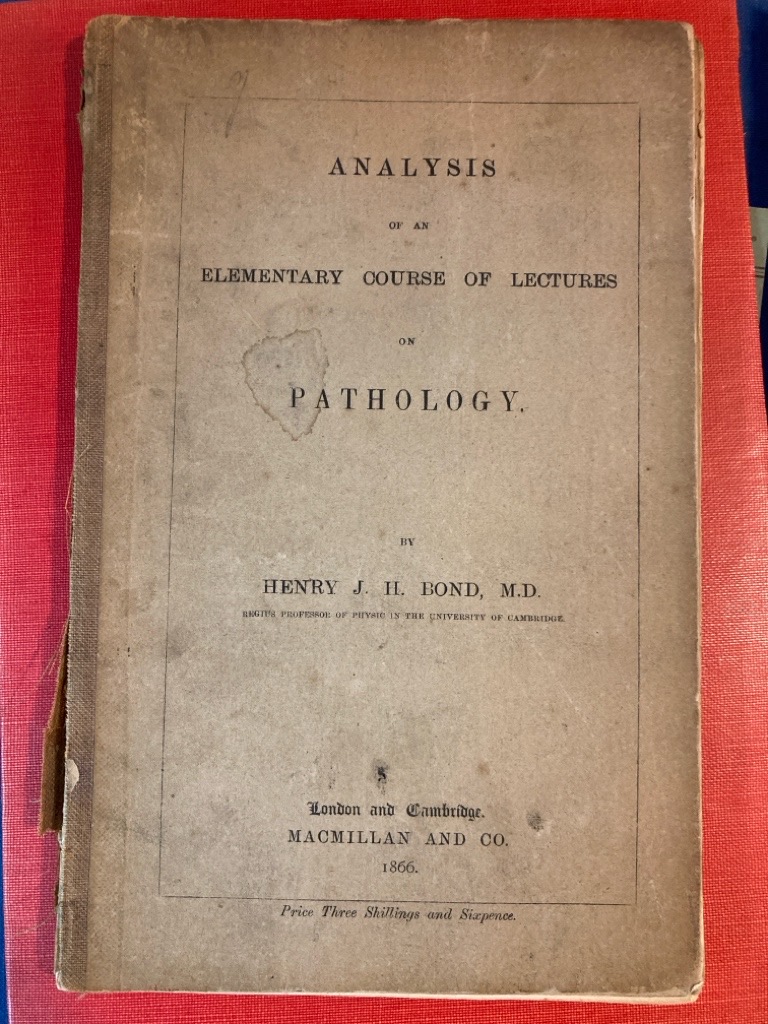 ANALYSIS
OF AN
ELEMENTARY COURSE OF LECTURES
ON
PATHOLOGY.
BY
HENRY J. H. BOND, M.D.
REGIUS PROFESSOR OF PHYSIC IN THE UNIVERSITY OF CAMBRIDGE.
London and Cambridge.
MACMILLAN AND CO.
1866.
Price Three Shillings and Sixpence.